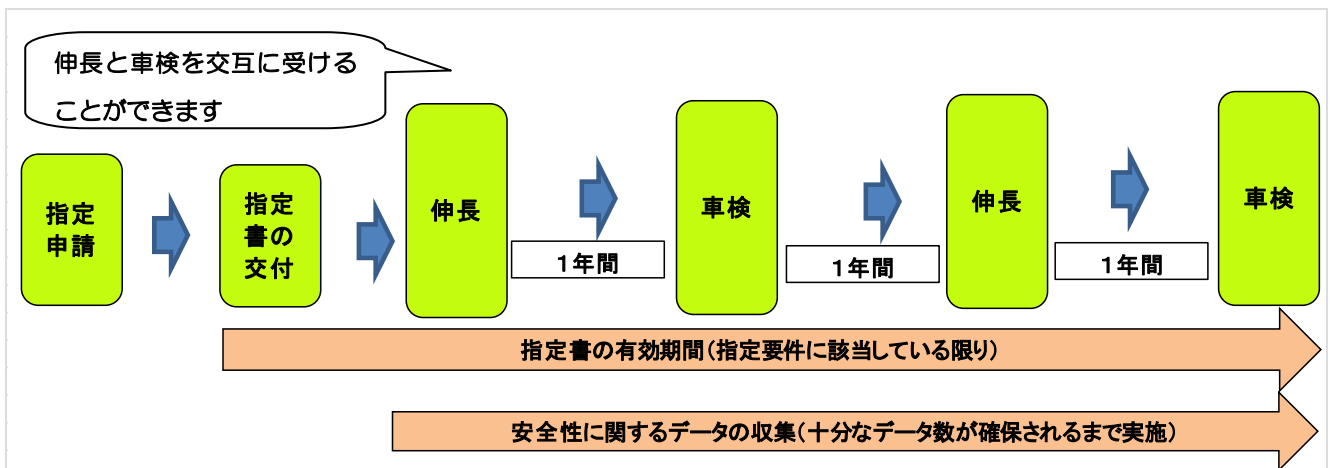 伸長と車検を交互に受ける
ことができます
指定
申請
指定
書の
交付
伸長
1年間
車検
1年間
伸長
1年間
車検
指定書の有効期間(指定要件に該当している限り)
安全性に関するデータの収集(十分なデータ数が確保されるまで実施)